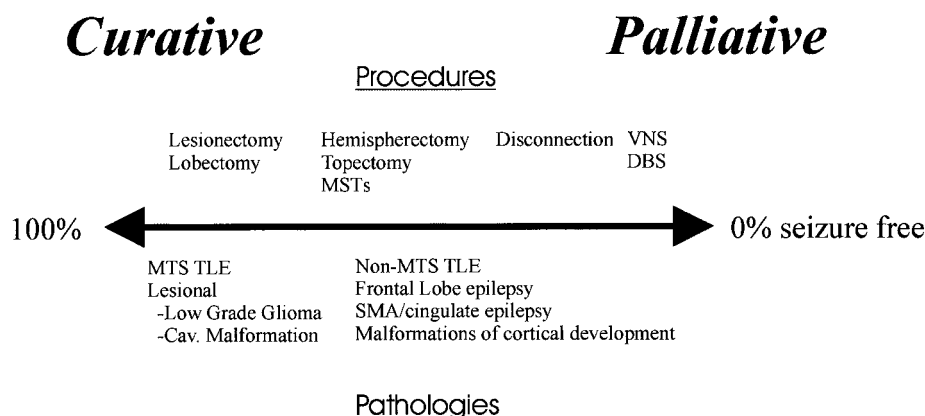 Curative Palliative
Procedures
Lesionectomy Hemispherectomy Disconnection VNS
Lobectomy Topectomy DBS
MSTs
100% 0% seizure free
MTS TLE Non-MTS TLE
Lesional Frontal Lobe epilepsy
-Low Grade Glioma SMA/cingulate epilepsy
-Cav. Malformation Malformations of cortical development
Pathologies